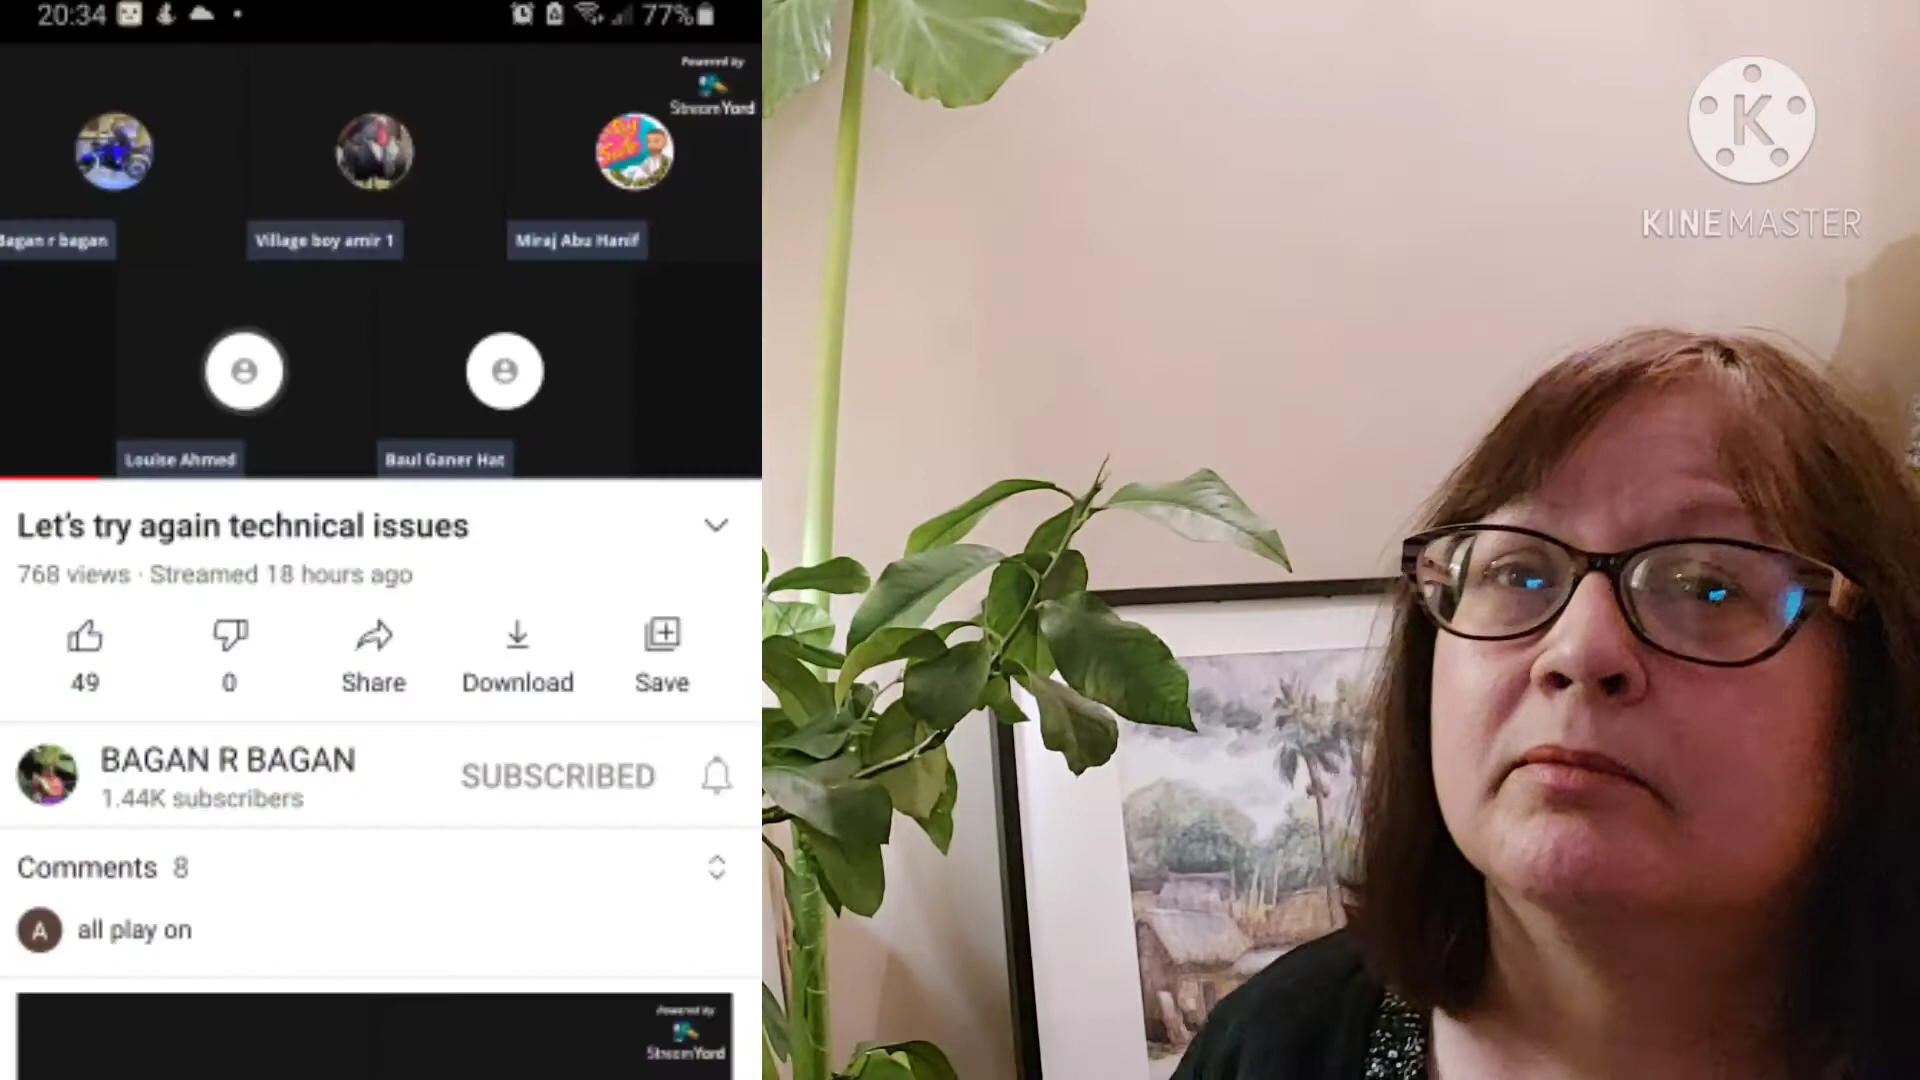 20:34
77%
Powered by
StreamYard
Bagan r bagan
Village boy amir 1
Miraj Abu Hanif
Louise Ahmed
Baul Ganer Hat
Let's try again technical issues
768 views · Streamed 18 hours ago
49
0
Share
Download
Save
BAGAN R BAGAN
1.44K subscribers
SUBSCRIBED
Comments 8
A
all play on
Powered by
StreamYard
K
KINEMASTER